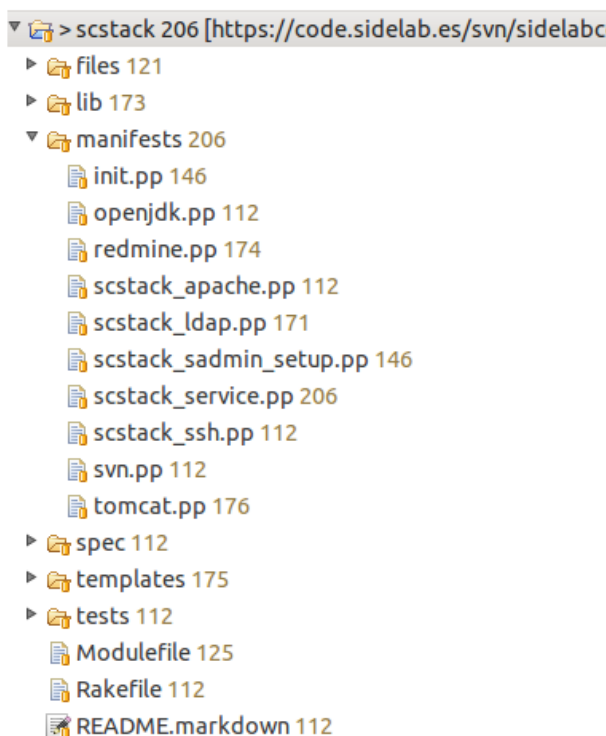 > scstack 206 [https://code.sidelab.es/svn/sidelabc
files 121
lib 173
manifests 206
init.pp 146
openjdk.pp 112
redmine.pp 174
scstack_apache.pp 112
scstack_ldap.pp 171
scstack_sadmin_setup.pp 146
scstack_service.pp 206
scstack_ssh.pp 112
svn.pp 112
tomcat.pp 176
spec 112
templates 175
tests 112
Modulefile 125
Rakefile 112
README.markdown 112